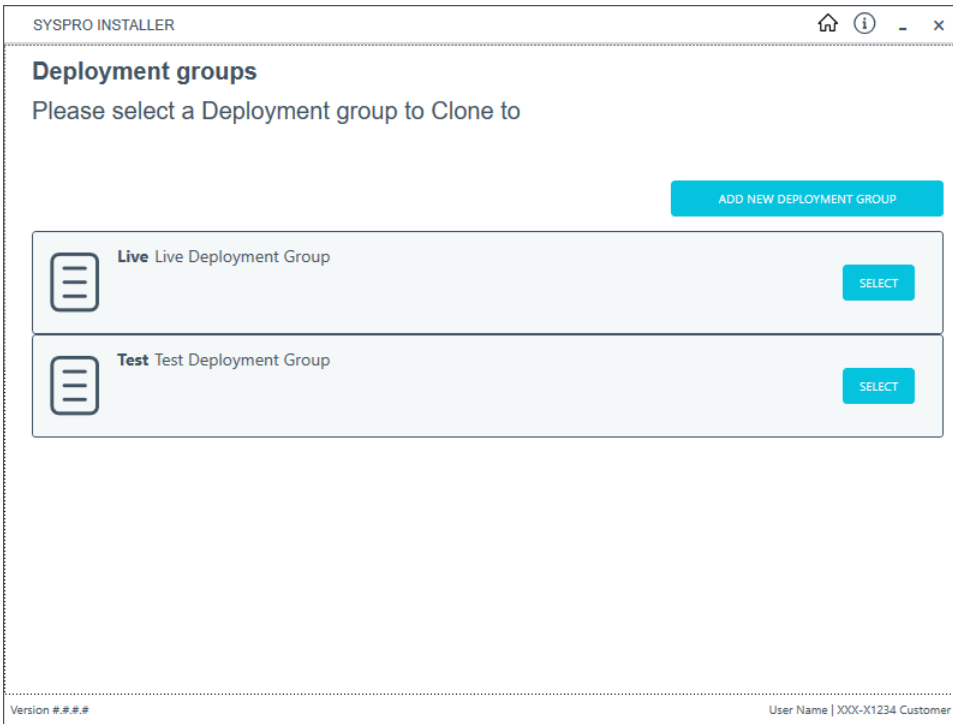 SYSPRO INSTALLER
Deployment groups
Please select a Deployment group to Clone to
ADD NEW DEPLOYMENT GROUP
Live Live Deployment Group
SELECT
Test Test Deployment Group
SELECT
Version #.#.#.# User Name | XXX-X1234 Customer